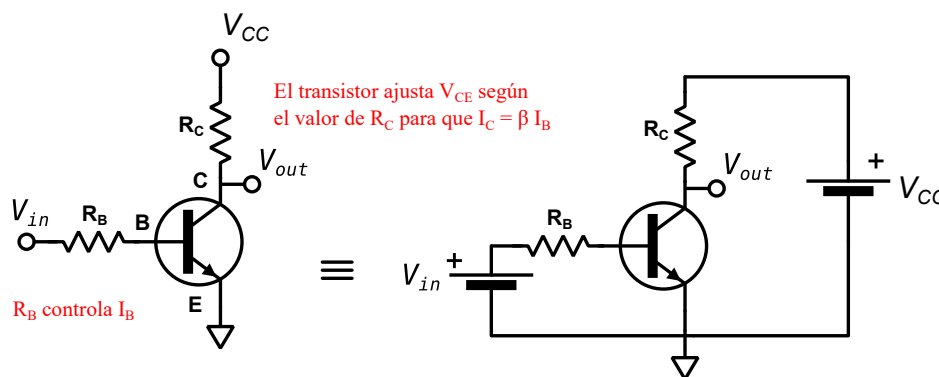 V_CC
El transistor ajusta V_CE según
el valor de R_C para que I_C = β I_B
R_C
C
V_out
V_in
R_B
B
E
R_B controla I_B
≡
R_C
V_out
+
V_CC
R_B
V_in
+